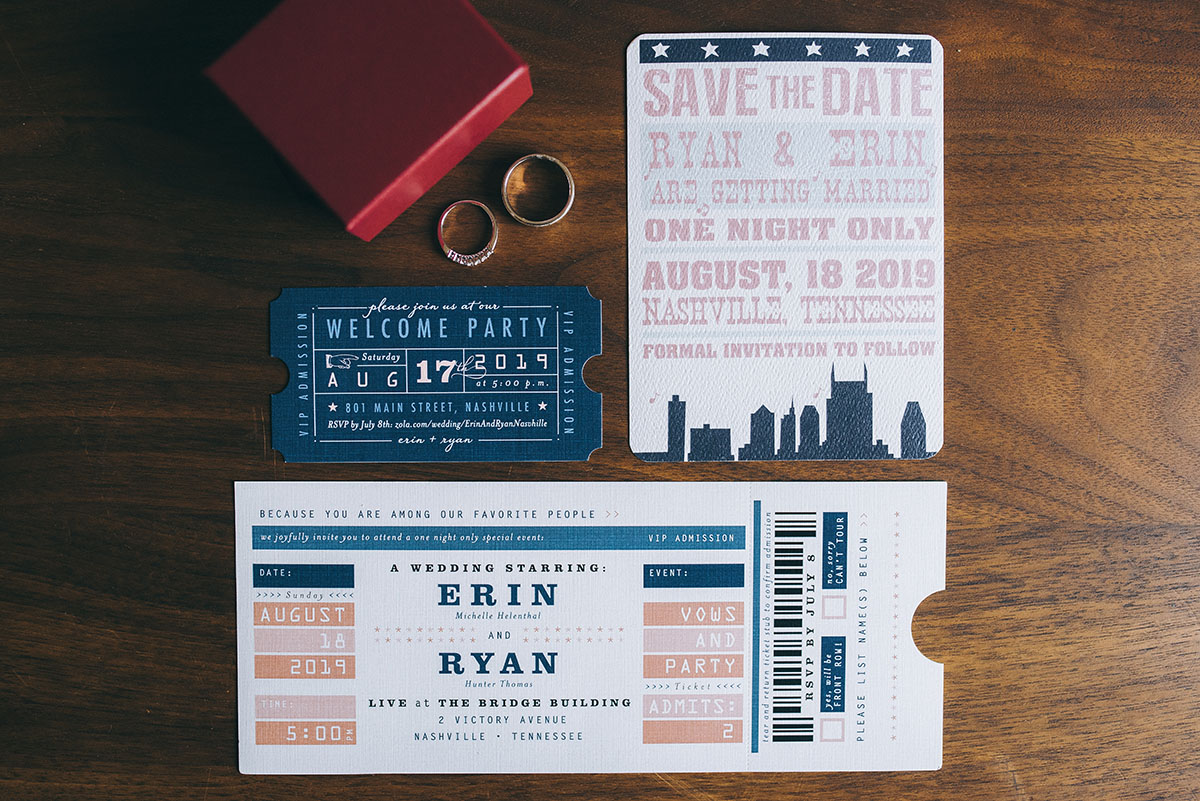 SAVE THE DATE
RYAN & ERIN
ARE GETTING MARRIED
ONE NIGHT ONLY
AUGUST, 18 2019
NASHVILLE, TENNESSEE
FORMAL INVITATION TO FOLLOW
please join us at our
WELCOME PARTY
VIP ADMISSION
VIP ADMISSION
Saturday
AUG 17th 2019
at 5:00 p.m.
801 MAIN STREET, NASHVILLE
RSVP by July 8th: zola.com/wedding/ErinAndRyanNashville
erin + ryan
BECAUSE YOU ARE AMONG OUR FAVORITE PEOPLE >>
we joyfully invite you to attend a one night only special event:
VIP ADMISSION
DATE:
>>>> Sunday <<<<
AUGUST
18
2019
TIME:
5:00 PM
A WEDDING STARRING:
ERIN
Michelle Helenthal
AND
RYAN
Hunter Thomas
LIVE at THE BRIDGE BUILDING
2 VICTORY AVENUE
NASHVILLE • TENNESSEE
EVENT:
VOWS
AND
PARTY
>>>> Ticket <<<<
ADMITS:
2
tear and return ticket stub to confirm admission
RSVP BY JULY 8
no, sorry
CAN'T TOUR
yes, will be
FRONT ROW!
PLEASE LIST NAME(S) BELOW >>